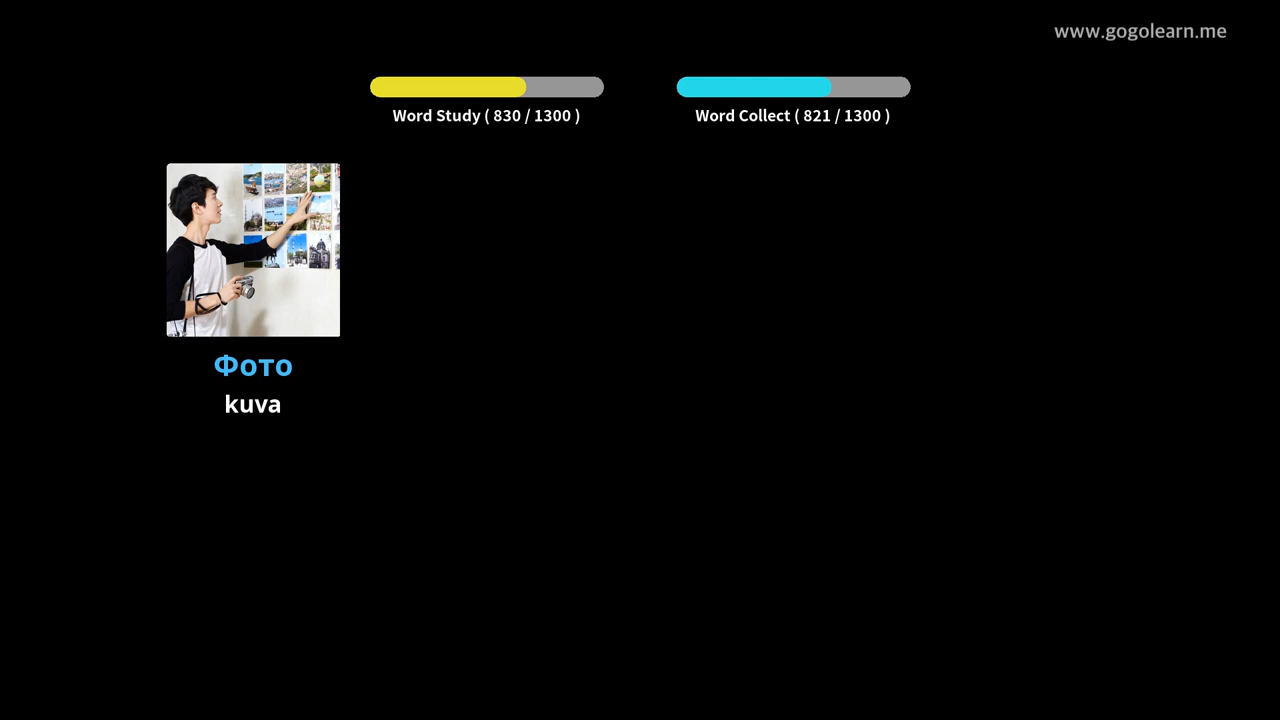 www.gogolearn.me
Word Study ( 830 / 1300 )
Word Collect ( 821 / 1300 )
Фото
kuva